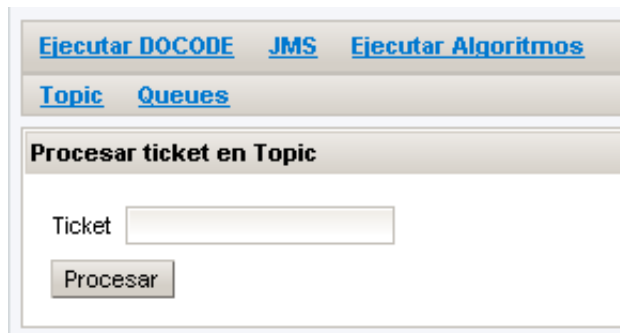 Ejecutar DOCODE JMS Ejecutar Algoritmos
Topic Queues
Procesar ticket en Topic
Ticket
Procesar